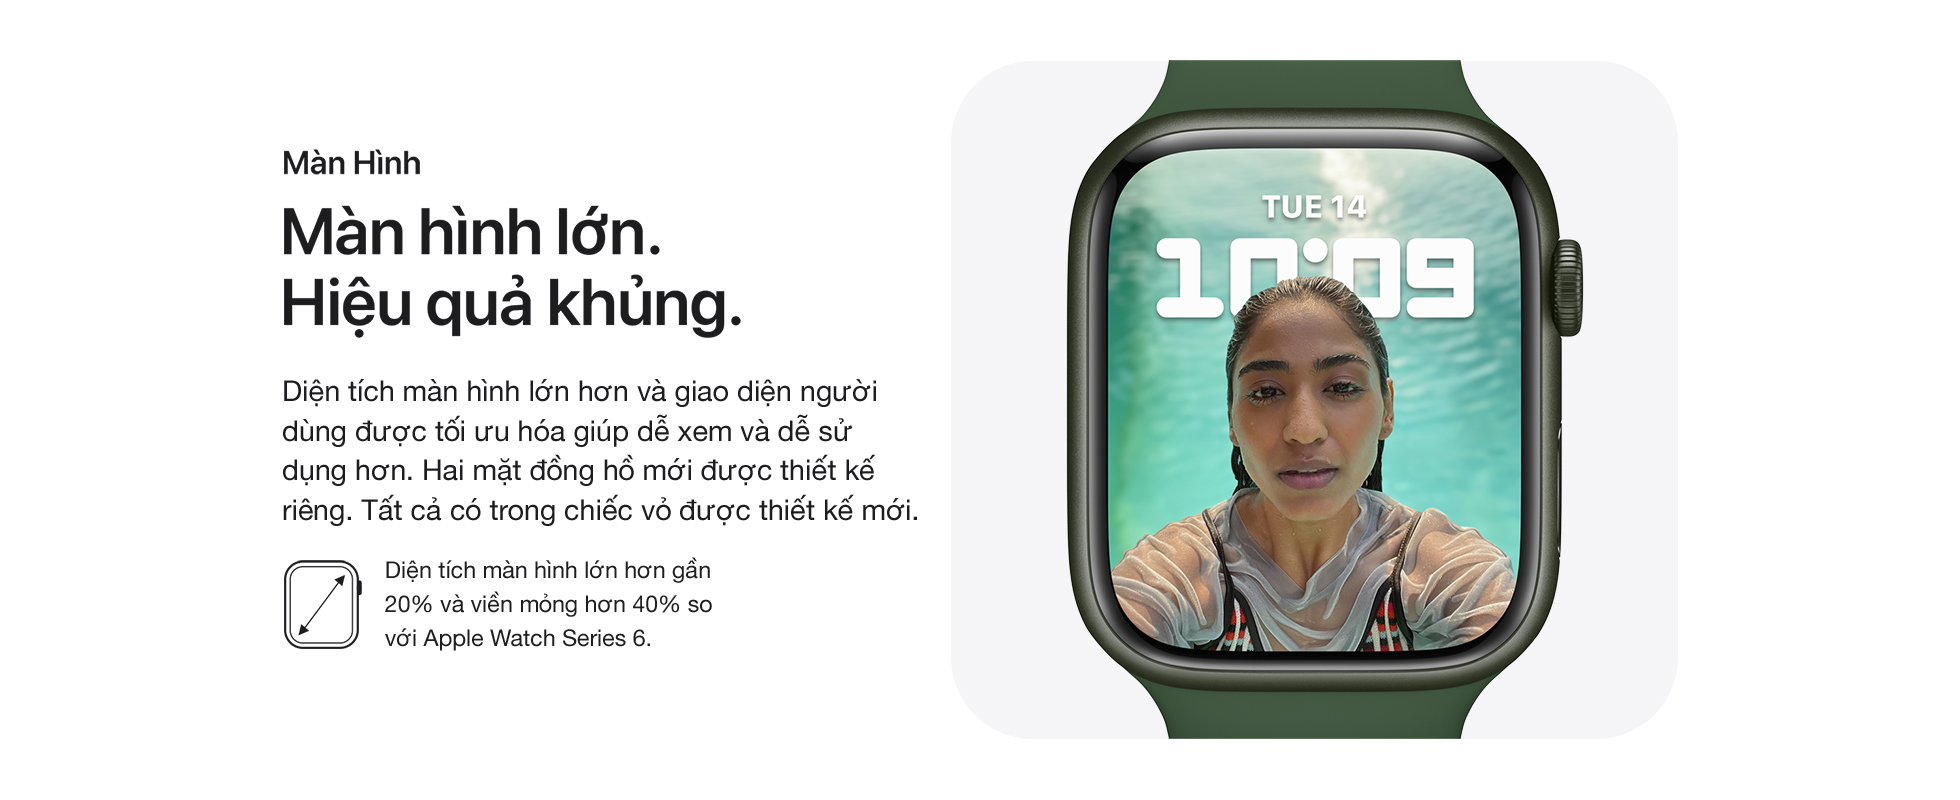 Màn Hình
Màn hình lớn.
Hiệu quả khủng.
Diện tích màn hình lớn hơn và giao diện người
dùng được tối ưu hóa giúp dễ xem và dễ sử
dụng hơn. Hai mặt đồng hồ mới được thiết kế
riêng. Tất cả có trong chiếc vỏ được thiết kế mới.
Diện tích màn hình lớn hơn gần
20% và viền mỏng hơn 40% so
với Apple Watch Series 6.
TUE 14
10:09